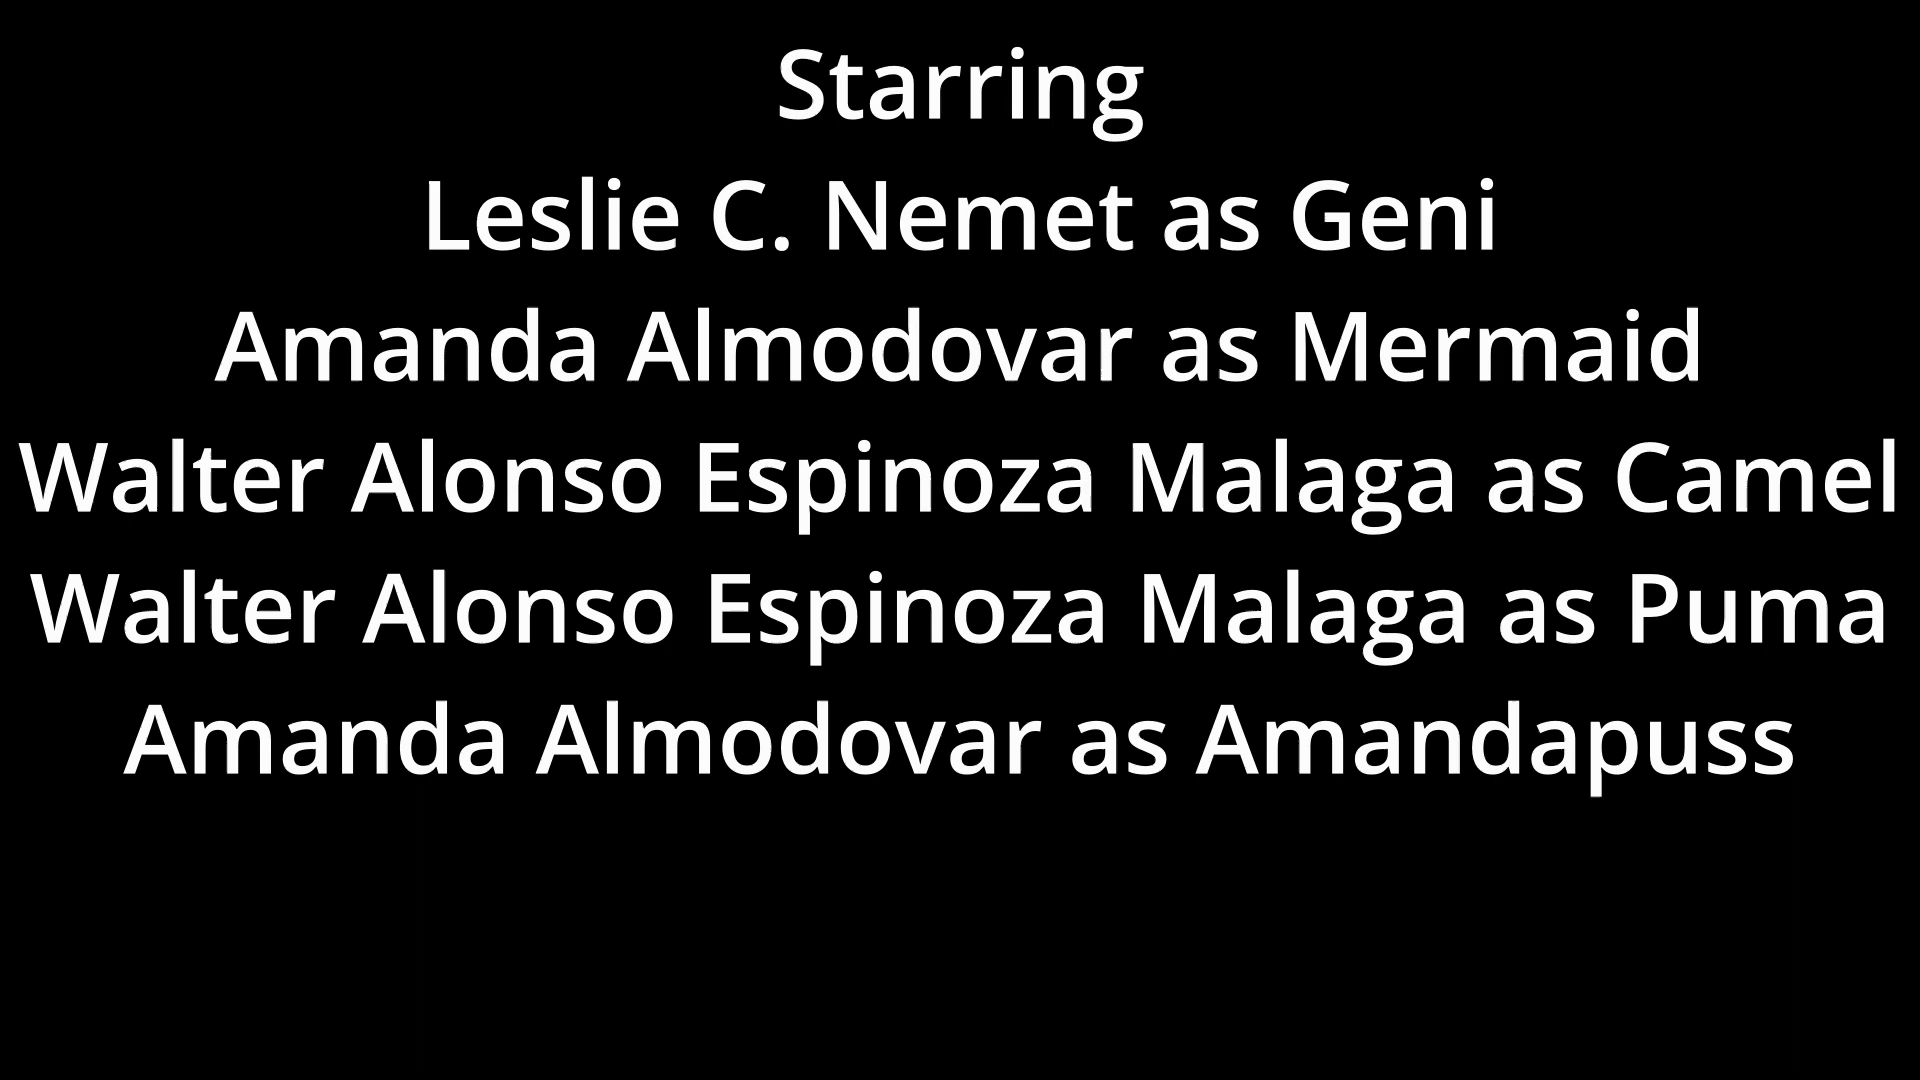 Starring
Leslie C. Nemet as Geni
Amanda Almodovar as Mermaid
Walter Alonso Espinoza Malaga as Camel
Walter Alonso Espinoza Malaga as Puma
Amanda Almodovar as Amandapuss